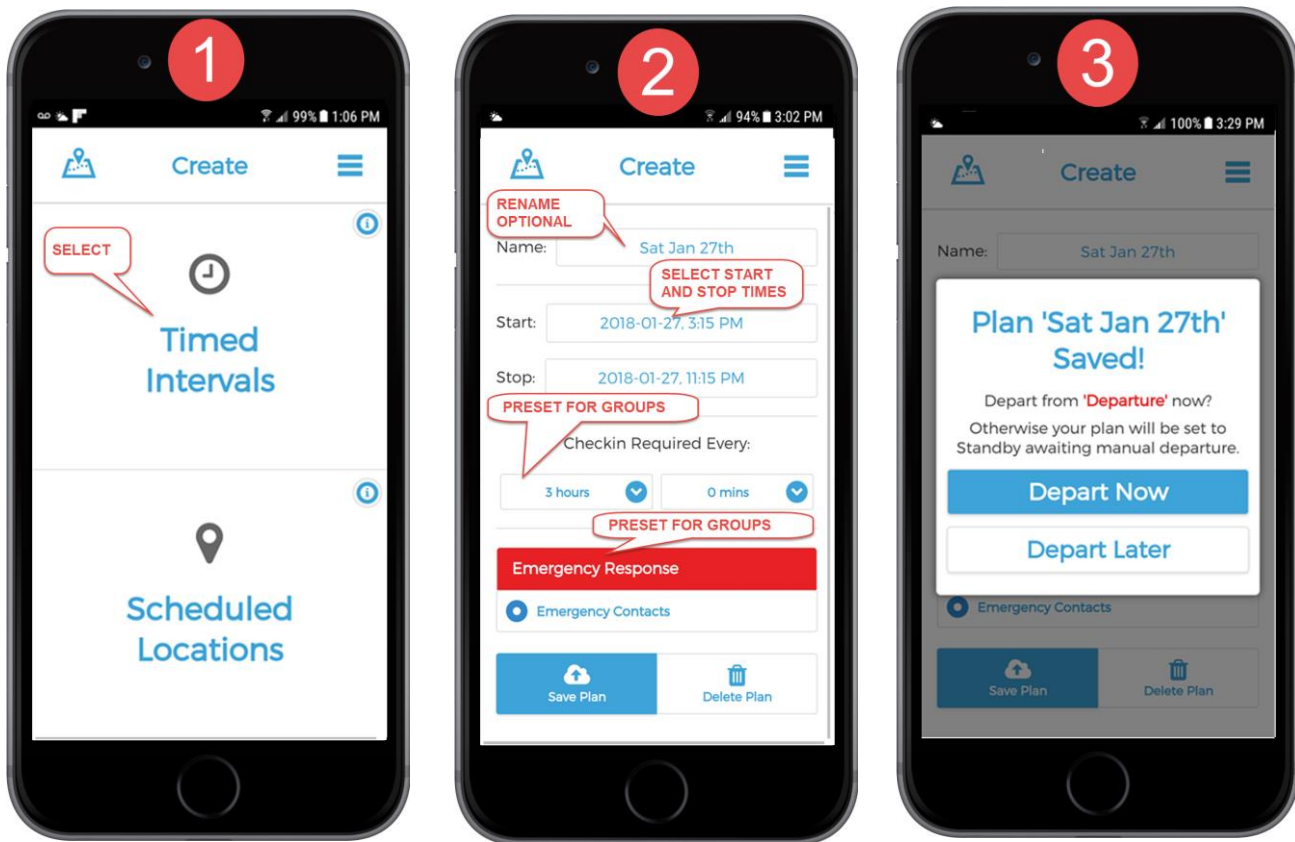 1
99% 1:06 PM
Create
SELECT
Timed
Intervals
Scheduled
Locations
2
94% 3:02 PM
Create
RENAME
OPTIONAL
Name: Sat Jan 27th
SELECT START
AND STOP TIMES
Start: 2018-01-27, 3:15 PM
Stop: 2018-01-27, 11:15 PM
PRESET FOR GROUPS
Checkin Required Every:
3 hours 0 mins
PRESET FOR GROUPS
Emergency Response
Emergency Contacts
Save Plan Delete Plan
3
100% 3:29 PM
Create
Name: Sat Jan 27th
Plan 'Sat Jan 27th'
Saved!
Depart from 'Departure' now?
Otherwise your plan will be set to
Standby awaiting manual departure.
Depart Now
Depart Later
Emergency Contacts
Save Plan Delete Plan